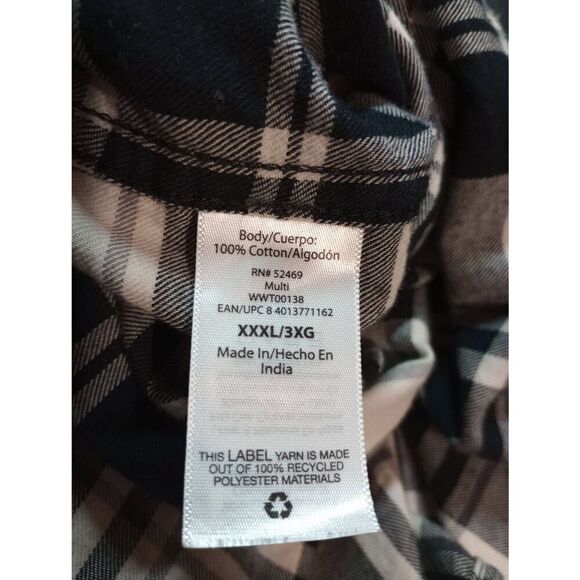 Body/Cuerpo:
100% Cotton/Algodón
RN# 52469
Multi
WWT00138
EAN/UPC 8 4013771162
XXXL/3XG
Made In/Hecho En
India
THIS LABEL YARN IS MADE
OUT OF 100% RECYCLED
POLYESTER MATERIALS